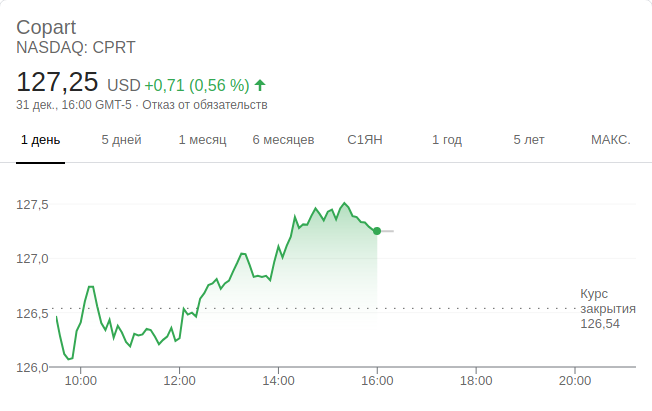 Copart
NASDAQ: CPRT
127,25 USD +0,71 (0,56 %)
31 дек., 16:00 GMT-5 · Отказ от обязательств
1 день 5 дней 1 месяц 6 месяцев С1ЯН 1 год 5 лет МАКС.
127,5
127,0
126,5
126,0
Курс
закрытия
126,54
10:00 12:00 14:00 16:00 18:00 20:00